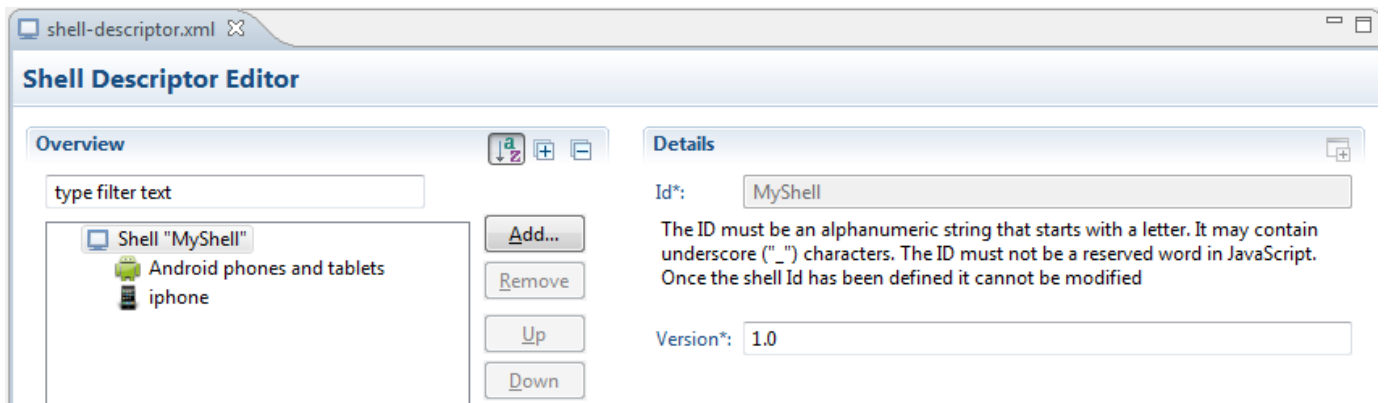 shell-descriptor.xml
Shell Descriptor Editor
Overview
type filter text
Shell "MyShell"
Android phones and tablets
iphone
Add...
Remove
Up
Down
Details
Id*: MyShell
The ID must be an alphanumeric string that starts with a letter. It may contain
underscore ("_") characters. The ID must not be a reserved word in JavaScript.
Once the shell Id has been defined it cannot be modified
Version*: 1.0